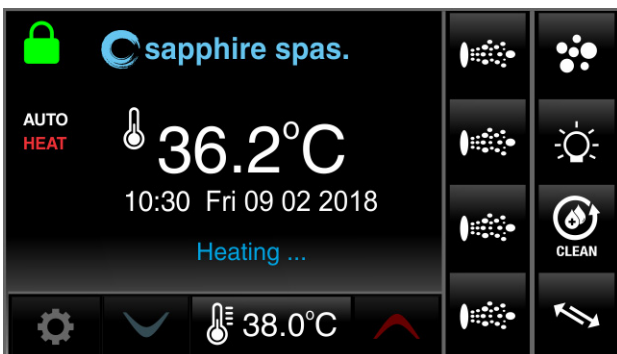 sapphire spas.
AUTO
HEAT
36.2°C
10:30 Fri 09 02 2018
Heating ...
38.0°C
CLEAN